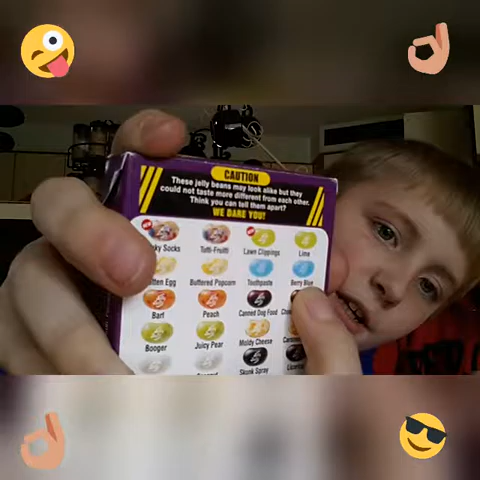 CAUTION
These jelly beans may look alike but they
could not taste more different from each other.
Think you can tell them apart?
WE DARE YOU!
Socks Tutti-Fruitti Lawn Clippings Lime
Egg Buttered Popcorn Toothpaste Berry Blue
Barf Peach Canned Dog Food
Booger Juicy Pear Moldy Cheese
Skunk Spray